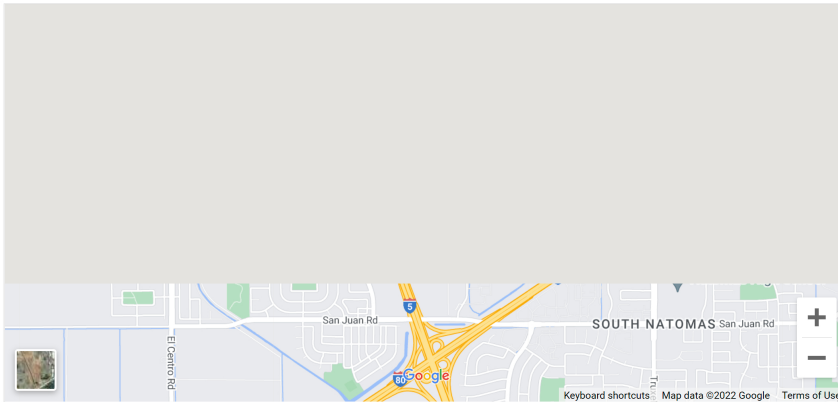 5
San Juan Rd
SOUTH NATOMAS
San Juan Rd
El Centro Rd
80
Google
Keyboard shortcuts
Map data ©2022 Google
Terms of Us